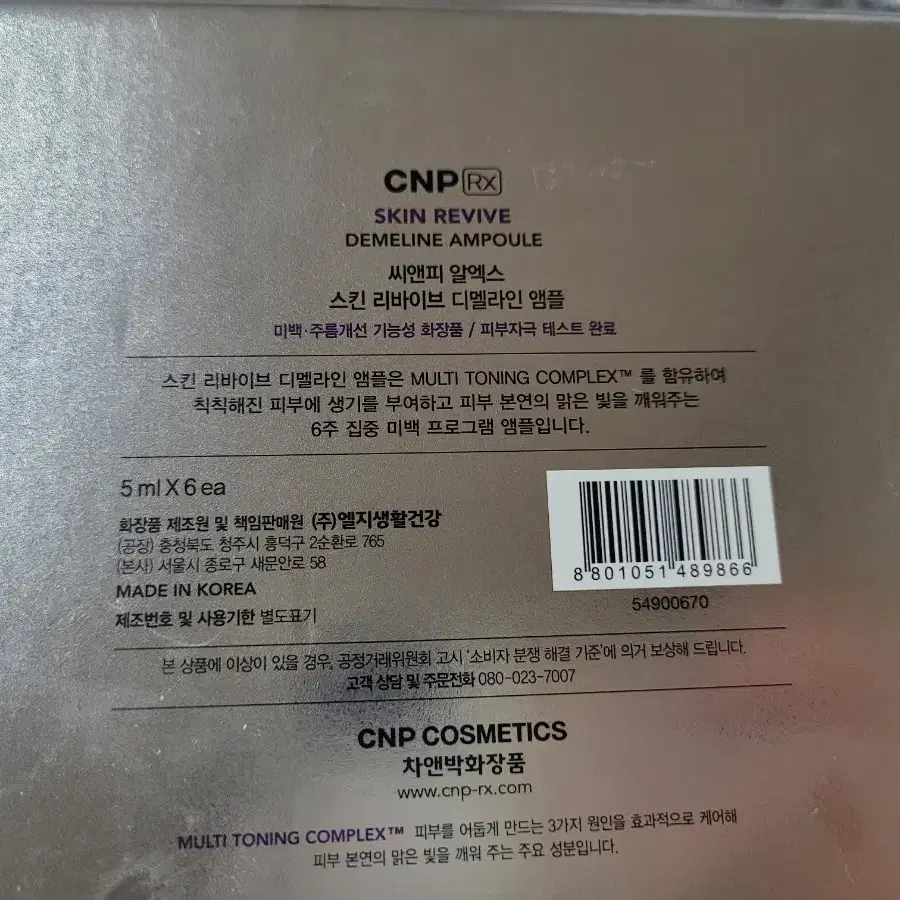 CNP Rx
SKIN REVIVE
DEMELINE AMPOULE
씨앤피 알엑스
스킨 리바이브 디멜라인 앰플
미백·주름개선 기능성 화장품 / 피부자극 테스트 완료
스킨 리바이브 디멜라인 앰플은 MULTI TONING COMPLEX™ 를 함유하여
칙칙해진 피부에 생기를 부여하고 피부 본연의 맑은 빛을 깨워주는
6주 집중 미백 프로그램 앰플입니다.
5 ml X 6 ea
화장품 제조원 및 책임판매원 (주)엘지생활건강
(공장) 충청북도 청주시 흥덕구 2순환로 765
(본사) 서울시 종로구 새문안로 58
MADE IN KOREA
제조번호 및 사용기한 별도표기
8 801051 489866
54900670
본 상품에 이상이 있을 경우, 공정거래위원회 고시 '소비자 분쟁 해결 기준'에 의거 보상해 드립니다.
고객 상담 및 주문전화 080-023-7007
CNP COSMETICS
차앤박화장품
www.cnp-rx.com
MULTI TONING COMPLEX™ 피부를 어둡게 만드는 3가지 원인을 효과적으로 케어해
피부 본연의 맑은 빛을 깨워 주는 주요 성분입니다.